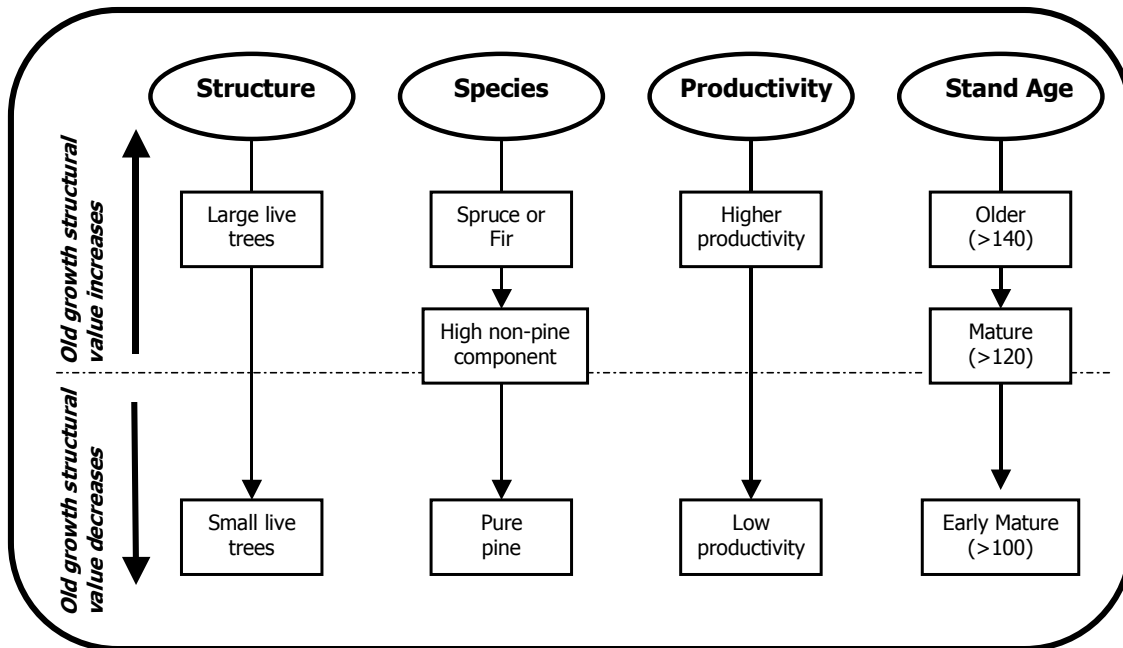 Structure
Species
Productivity
Stand Age
Old growth structural
value increases
Large live
trees
Spruce or
Fir
Higher
productivity
Older
(>140)
High non-pine
component
Mature
(>120)
Old growth structural
value decreases
Small live
trees
Pure
pine
Low
productivity
Early Mature
(>100)